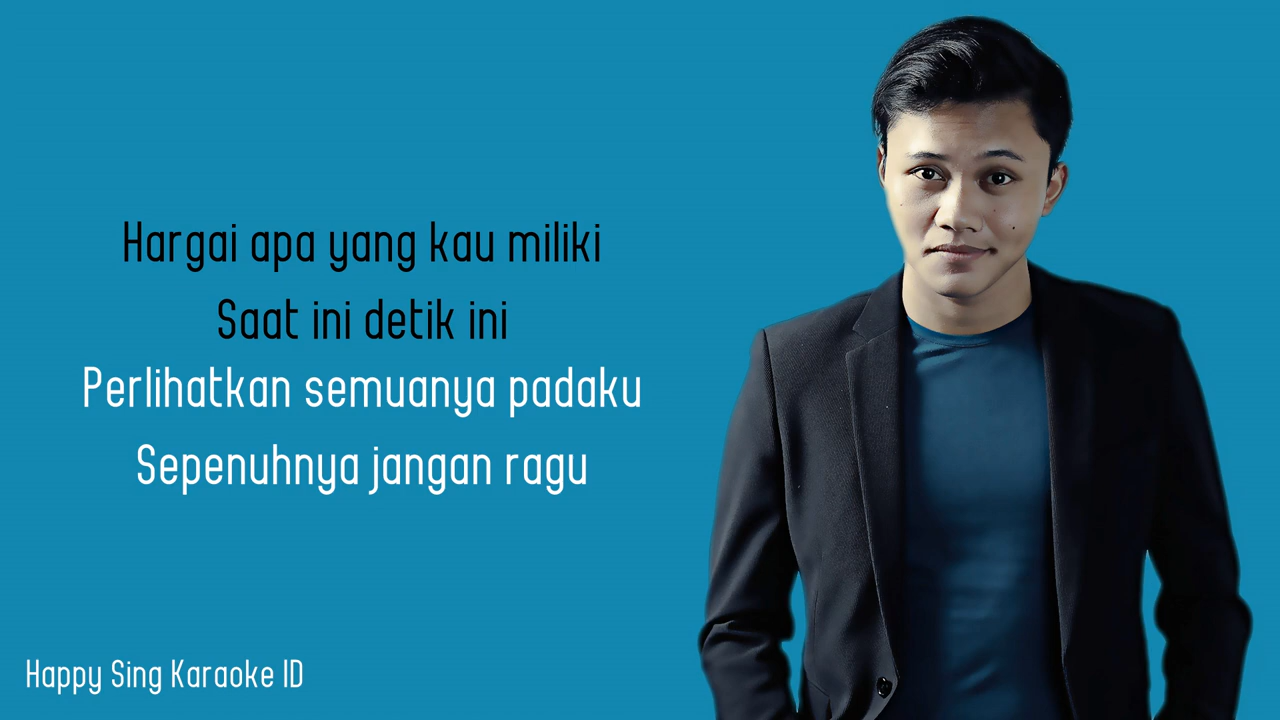 Hargai apa yang kau miliki
Saat ini detik ini
Perlihatkan semuanya padaku
Sepenuhnya jangan ragu
Happy Sing Karaoke ID